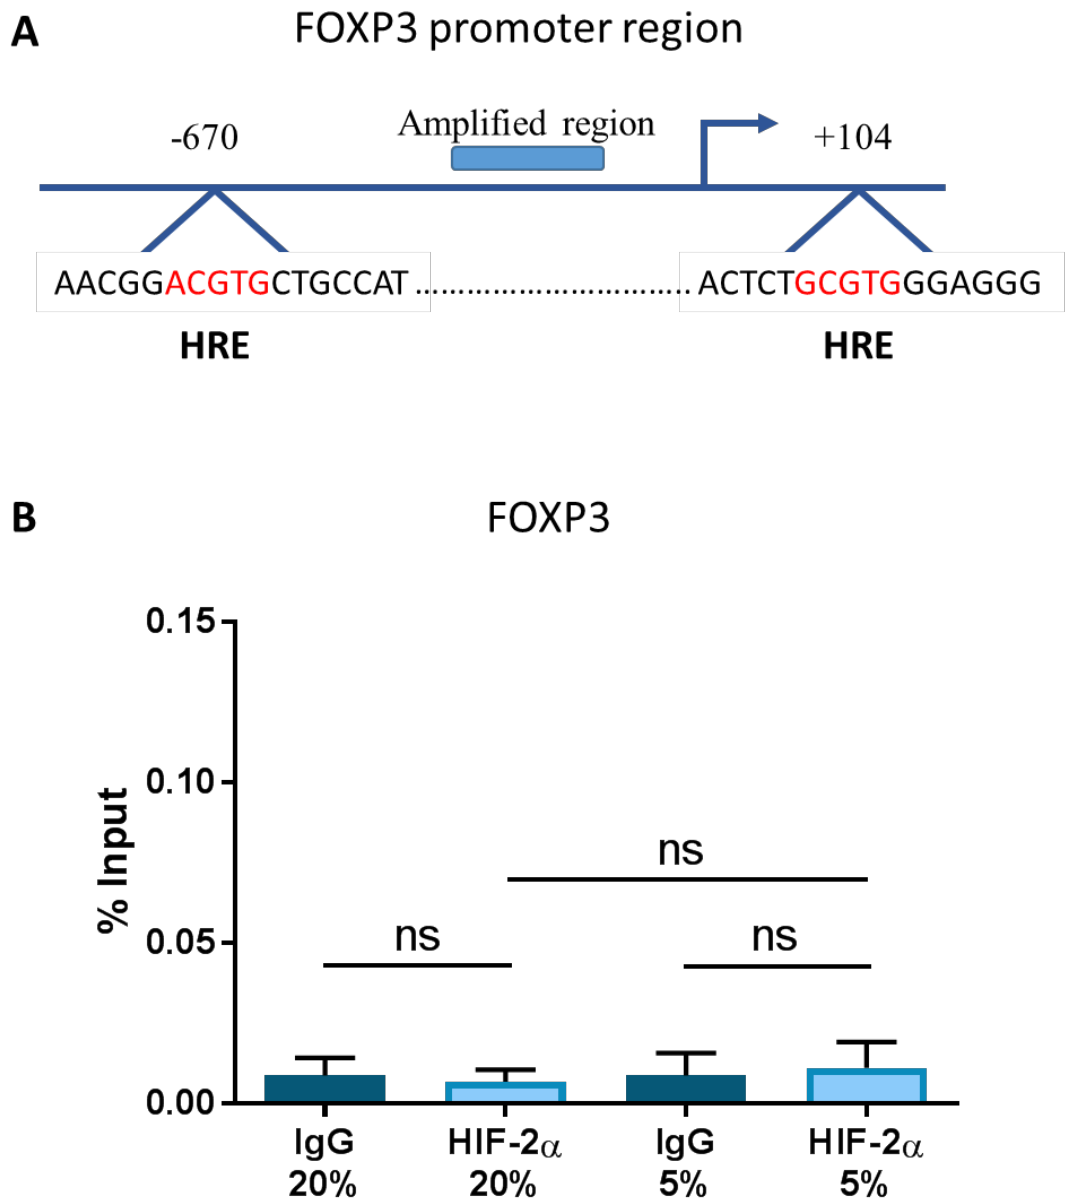 A
FOXP3 promoter region
-670
Amplified region
+104
AACGGACGTGCTGCCAT................................ACTCTGCGTGGGAGGG
HRE
HRE
B
FOXP3
% Input
0.15
0.10
0.05
0.00
ns
ns
ns
IgG
20%
HIF-2α
20%
IgG
5%
HIF-2α
5%